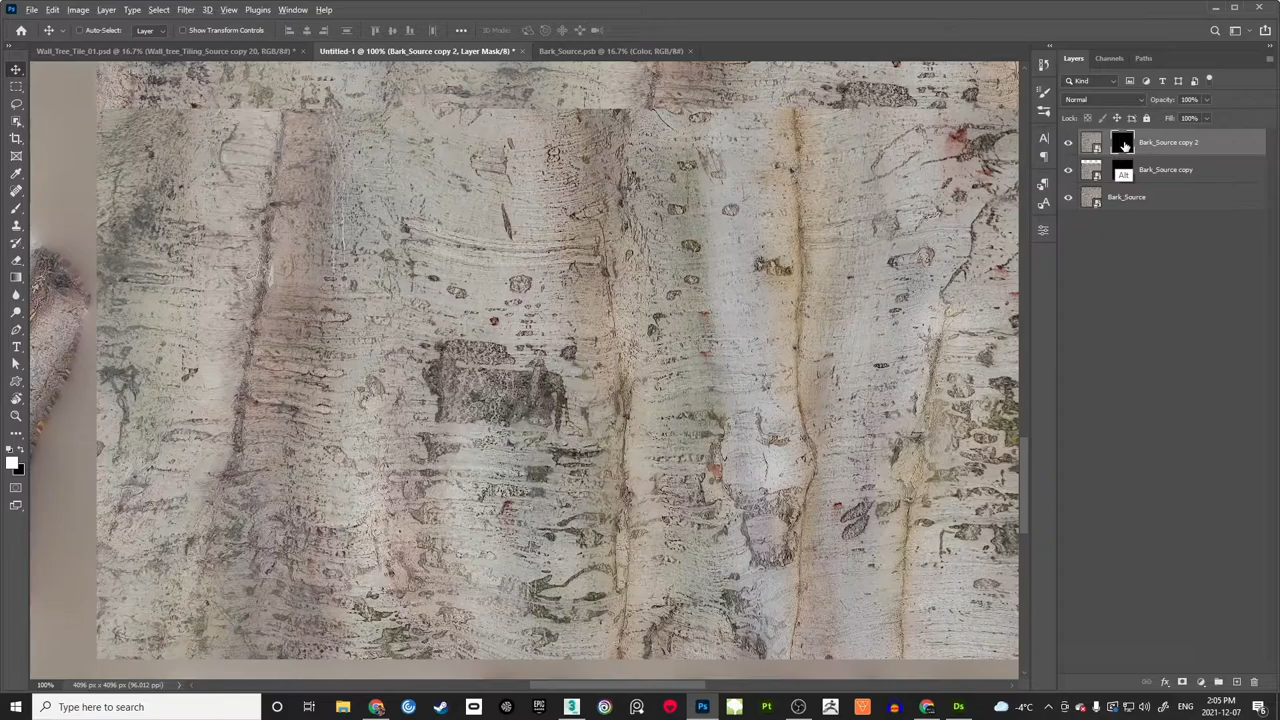 File Edit Image Layer Type Select Filter 3D View Plugins Window Help
Auto-Select: Layer Show Transform Controls 3D Mode:
Wall_Tree_Tile_01.psd @ 16.7% (Wall_tree_Tiling_Source copy 20, RGB/8#) * Untitled-1 @ 100% (Bark_Source copy 2, Layer Mask/8) * Bark_Source.psb @ 16.7% (Color, RGB/8#)
Layers Channels Paths
Kind
Normal Opacity: 100%
Lock: Fill: 100%
Bark_Source copy 2
Bark_Source copy
Alt
Bark_Source
100% 4096 px x 4096 px (96.012 ppi)
Type here to search
-4°C
2:05 PM
2021-12-07